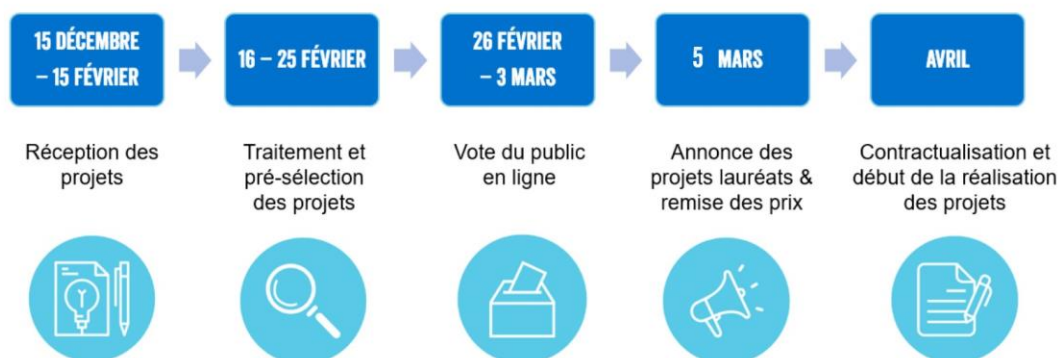 15 DÉCEMBRE
– 15 FÉVRIER
16 – 25 FÉVRIER
26 FÉVRIER
– 3 MARS
5 MARS
AVRIL
Réception des
projets
Traitement et
pré-sélection
des projets
Vote du public
en ligne
Annonce des
projets lauréats &
remise des prix
Contractualisation et
début de la réalisation
des projets